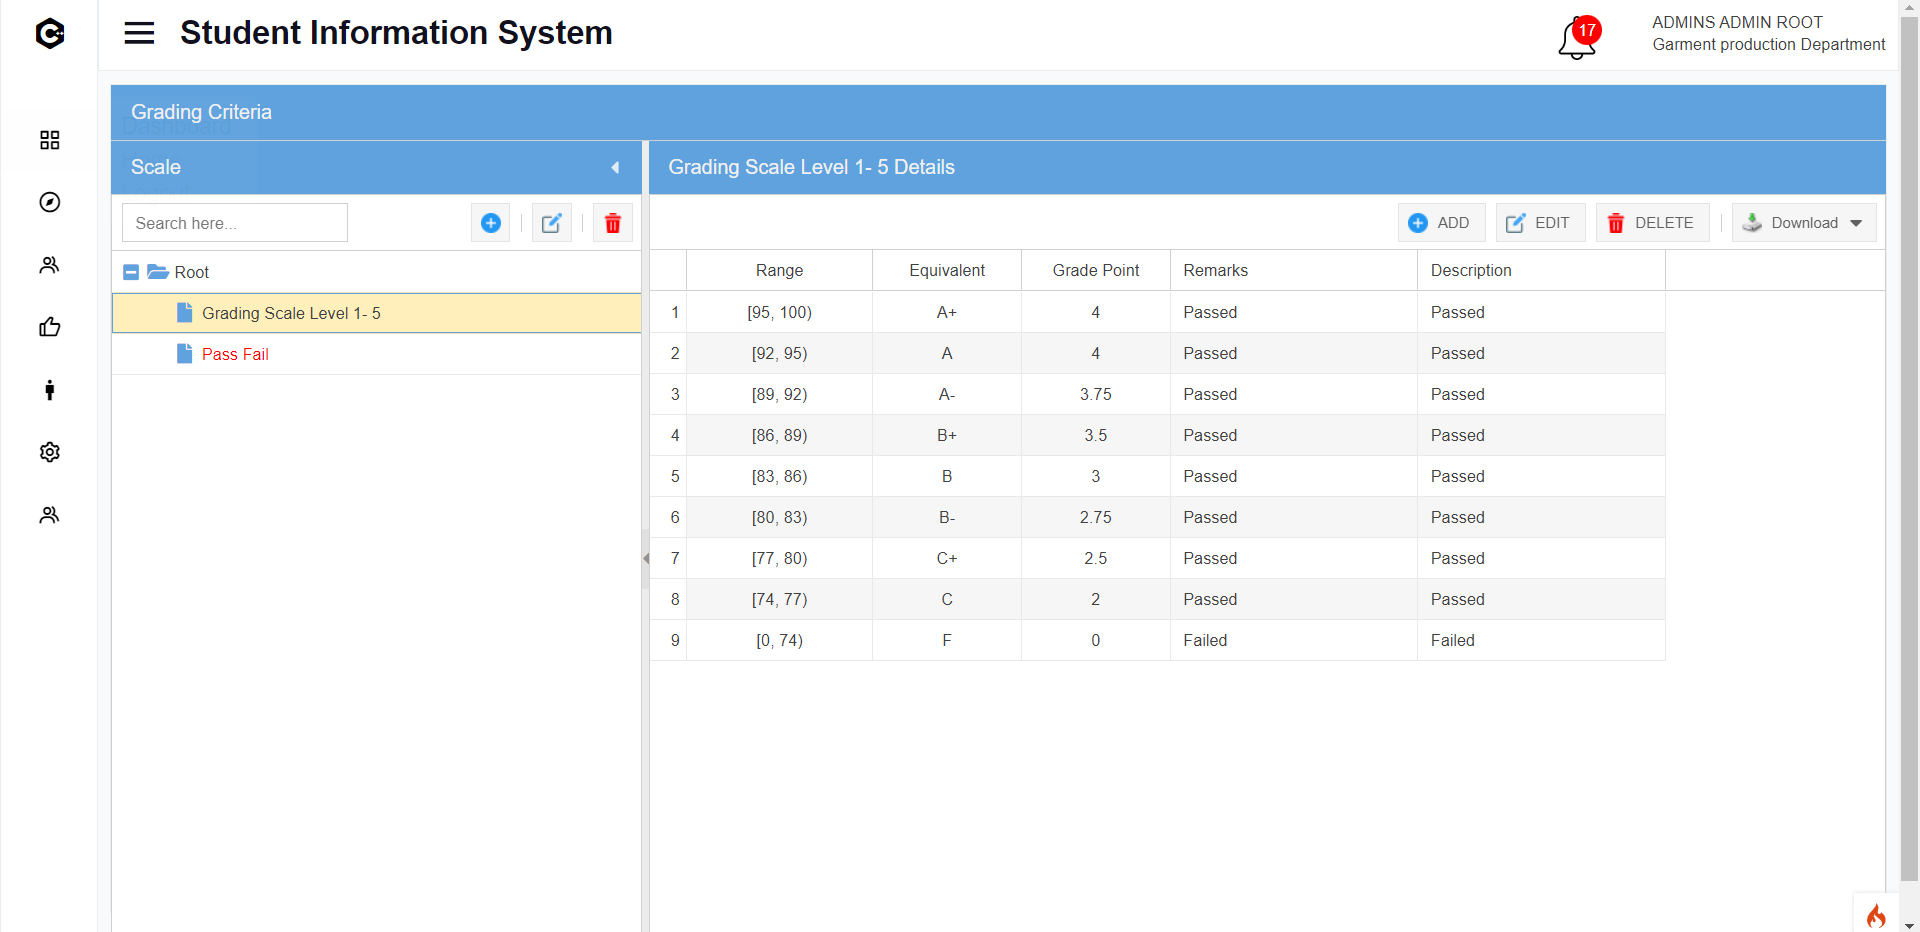 Student Information System
17
ADMINS ADMIN ROOT
Garment production Department
Grading Criteria
Dashboard
Scale
Grading Scale Level 1- 5 Details
Search here...
ADD EDIT DELETE Download
Root
Grading Scale Level 1- 5
Pass Fail
Range Equivalent Grade Point Remarks Description
1 [95, 100) A+ 4 Passed Passed
2 [92, 95) A 4 Passed Passed
3 [89, 92) A- 3.75 Passed Passed
4 [86, 89) B+ 3.5 Passed Passed
5 [83, 86) B 3 Passed Passed
6 [80, 83) B- 2.75 Passed Passed
7 [77, 80) C+ 2.5 Passed Passed
8 [74, 77) C 2 Passed Passed
9 [0, 74) F 0 Failed Failed